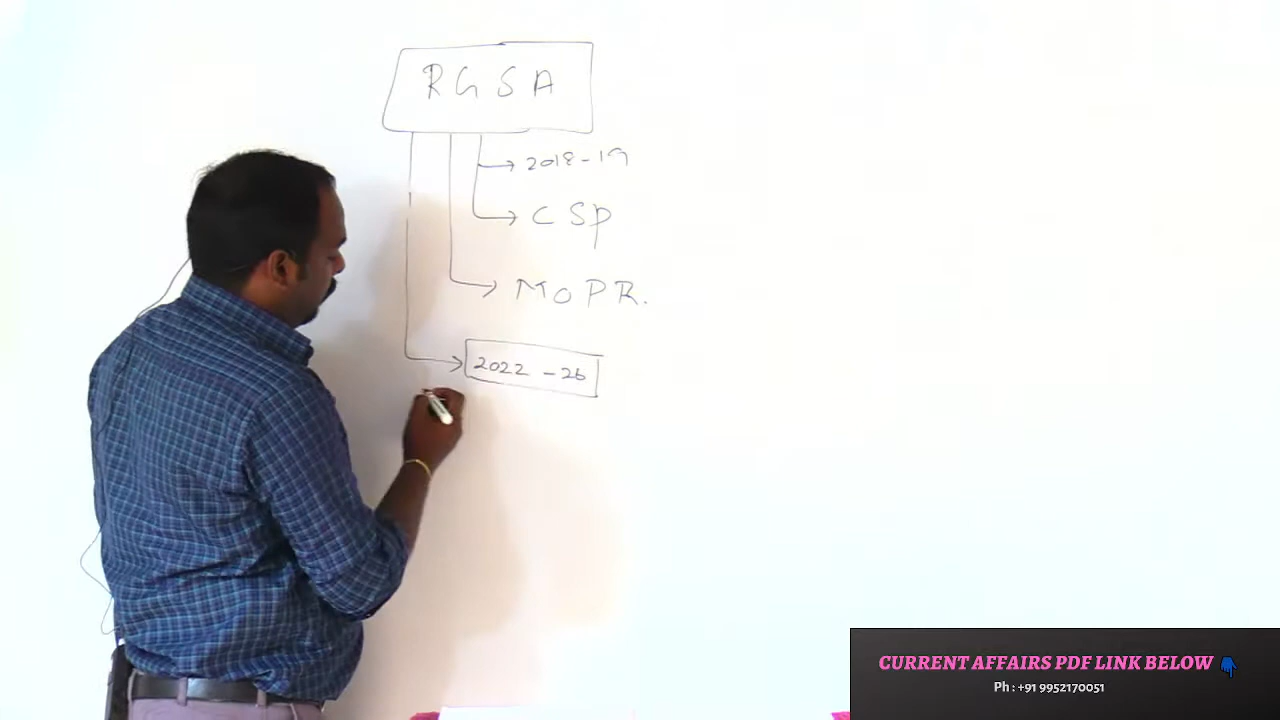 RGSA
2018-19
CSP
MOPR.
2022-26
CURRENT AFFAIRS PDF LINK BELOW
Ph : +91 9952170051